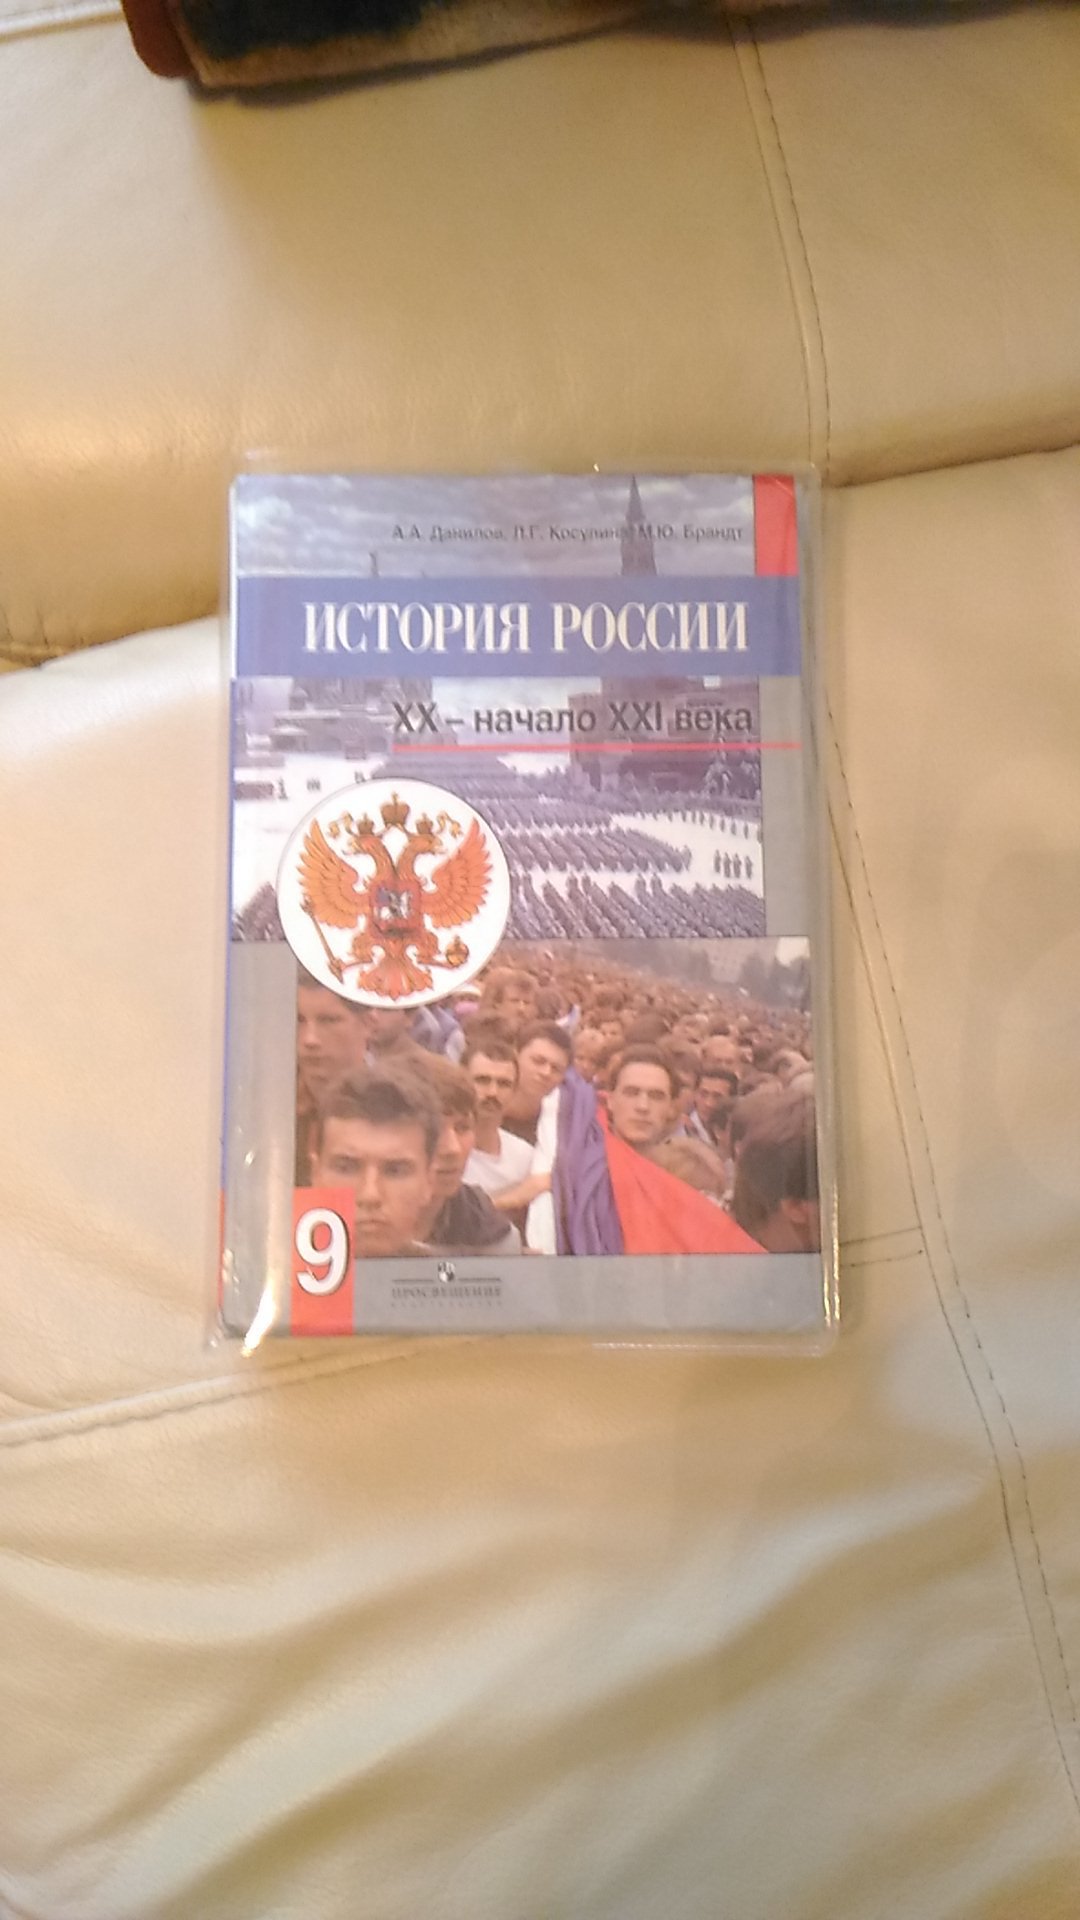 А.А. Данилов, Л.Г. Косулина, М.Ю. Брандт
ИСТОРИЯ РОССИИ
XX – начало XXI века
9
ПРОСВЕЩЕНИЕ